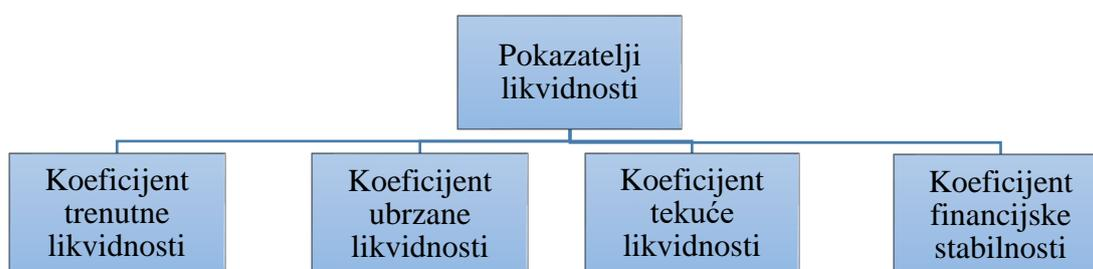 Pokazatelji
likvidnosti
Koeficijent
trenutne
likvidnosti
Koeficijent
ubrzane
likvidnosti
Koeficijent
tekuće
likvidnosti
Koeficijent
financijske
stabilnosti